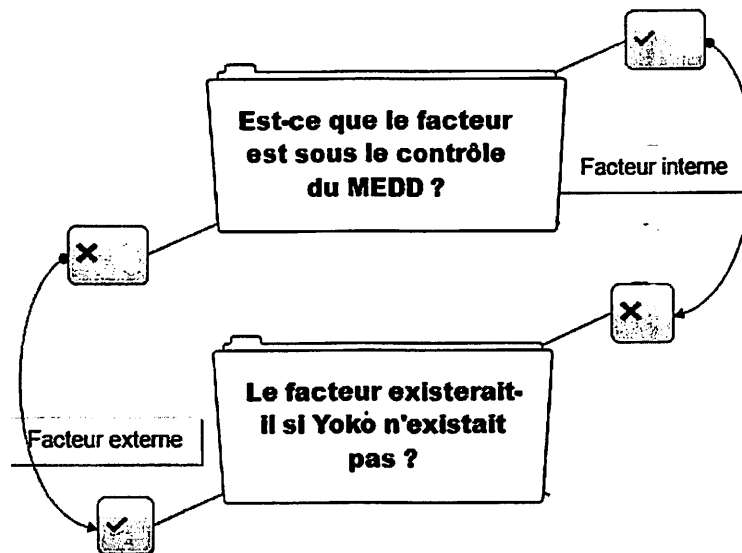 Est-ce que le facteur
est sous le contrôle
du MEDD ?
Facteur interne
Le facteur existerait-
il si Yoko n'existait
pas ?
Facteur externe